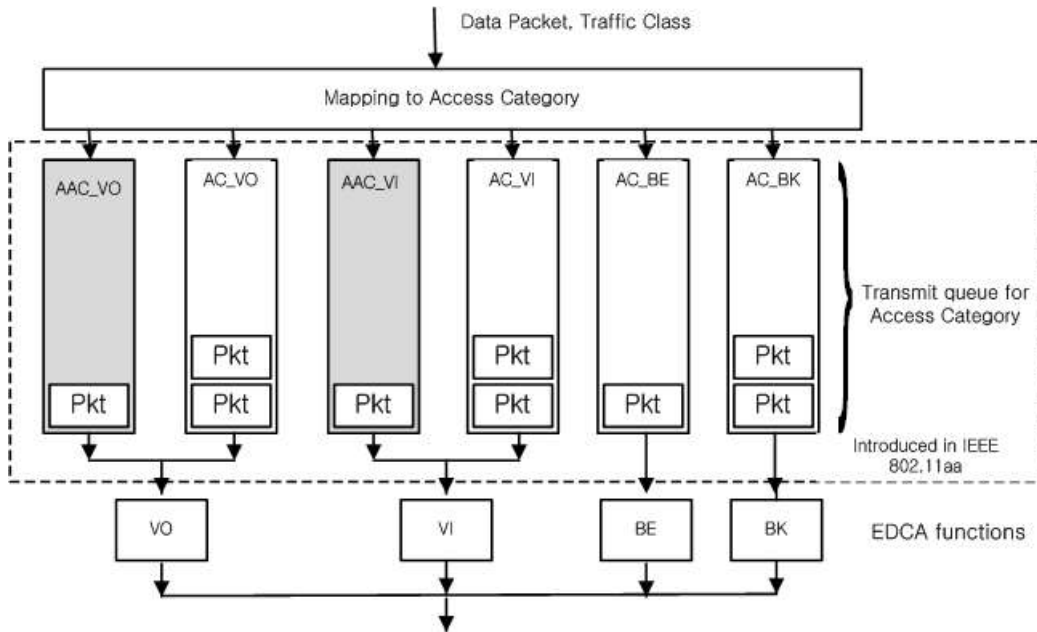 Data Packet, Traffic Class
Mapping to Access Category
AAC_VO
AC_VO
AAC_VI
AC_VI
AC_BE
AC_BK
Transmit queue for
Access Category
Pkt
Pkt
Pkt
Pkt
Pkt
Pkt
Pkt
Pkt
Pkt
Introduced in IEEE
802.11aa
VO
VI
BE
BK
EDCA functions